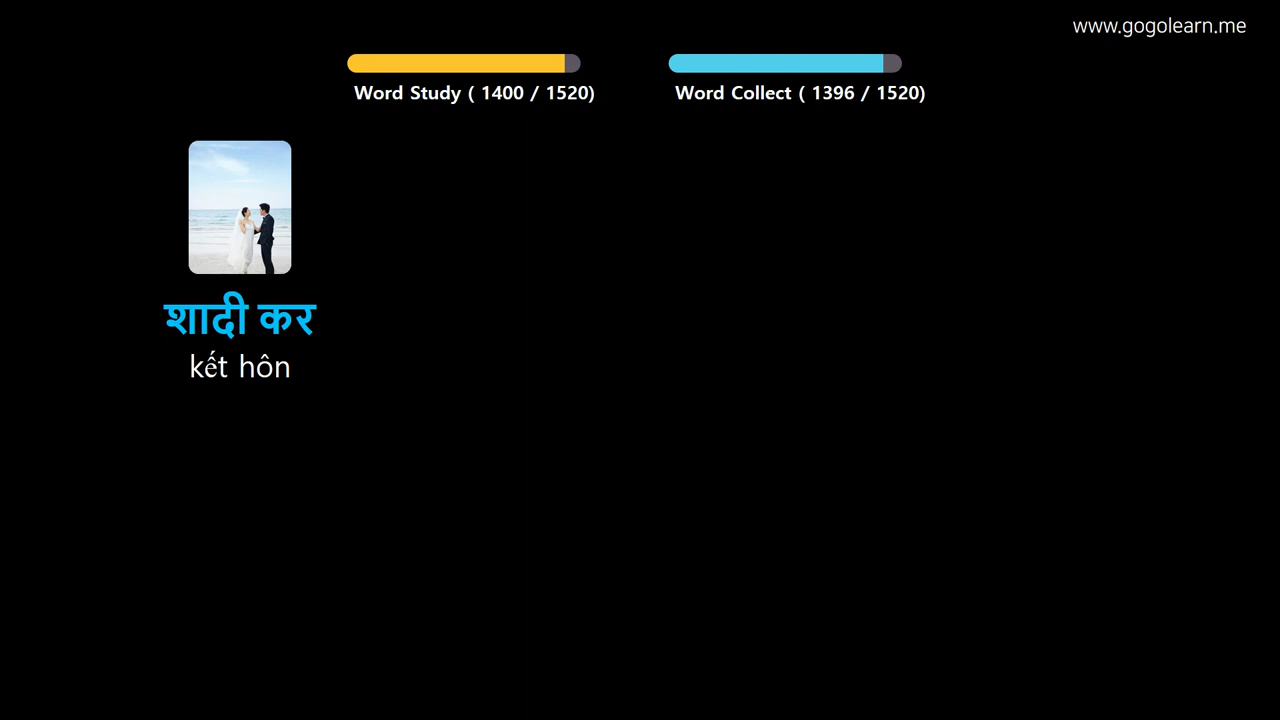 www.gogolearn.me
Word Study ( 1400 / 1520)
Word Collect ( 1396 / 1520)
शादी कर
kết hôn